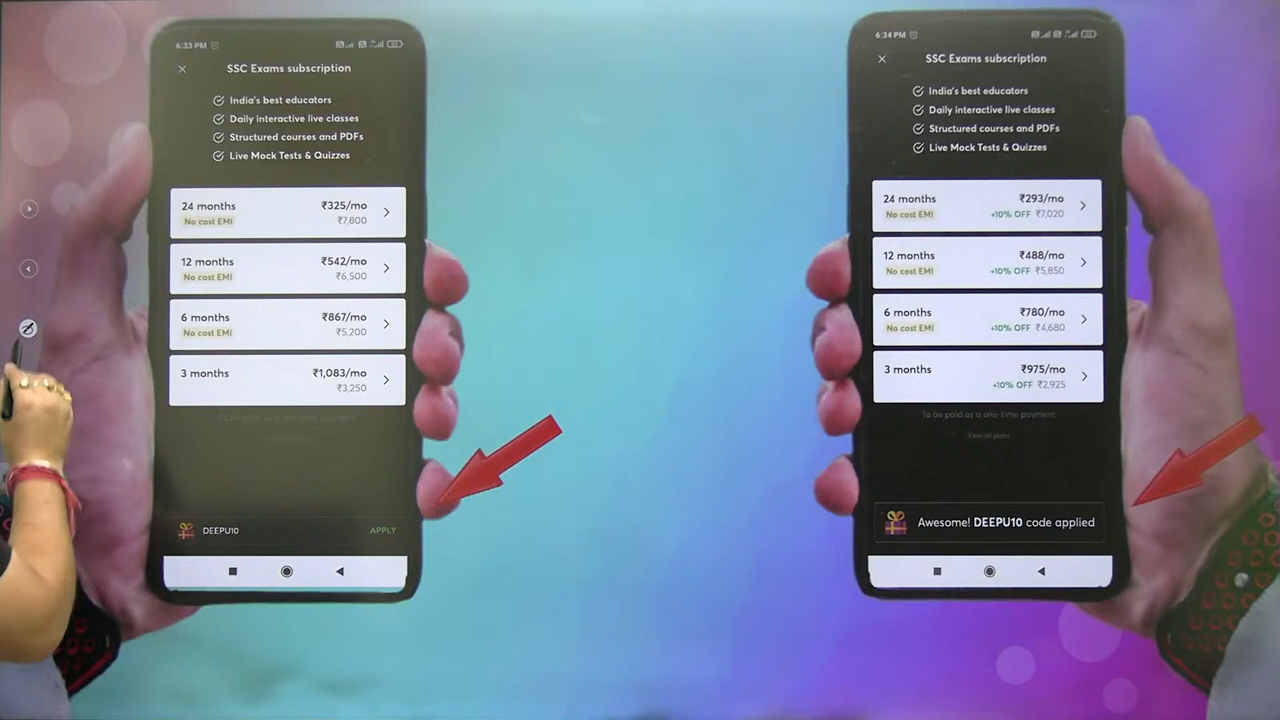 6:33 PM
SSC Exams subscription
India's best educators
Daily interactive live classes
Structured courses and PDFs
Live Mock Tests & Quizzes
24 months ₹325/mo
No cost EMI ₹7,800
12 months ₹542/mo
No cost EMI ₹6,500
6 months ₹867/mo
No cost EMI ₹5,200
3 months ₹1,083/mo
₹3,250
To be paid as a one-time payment
DEEPU10 APPLY
6:34 PM
SSC Exams subscription
India's best educators
Daily interactive live classes
Structured courses and PDFs
Live Mock Tests & Quizzes
24 months ₹293/mo
No cost EMI +10% OFF ₹7,020
12 months ₹488/mo
No cost EMI +10% OFF ₹5,850
6 months ₹780/mo
No cost EMI +10% OFF ₹4,680
3 months ₹975/mo
+10% OFF ₹2,925
To be paid as a one-time payment
View all plans
Awesome! DEEPU10 code applied